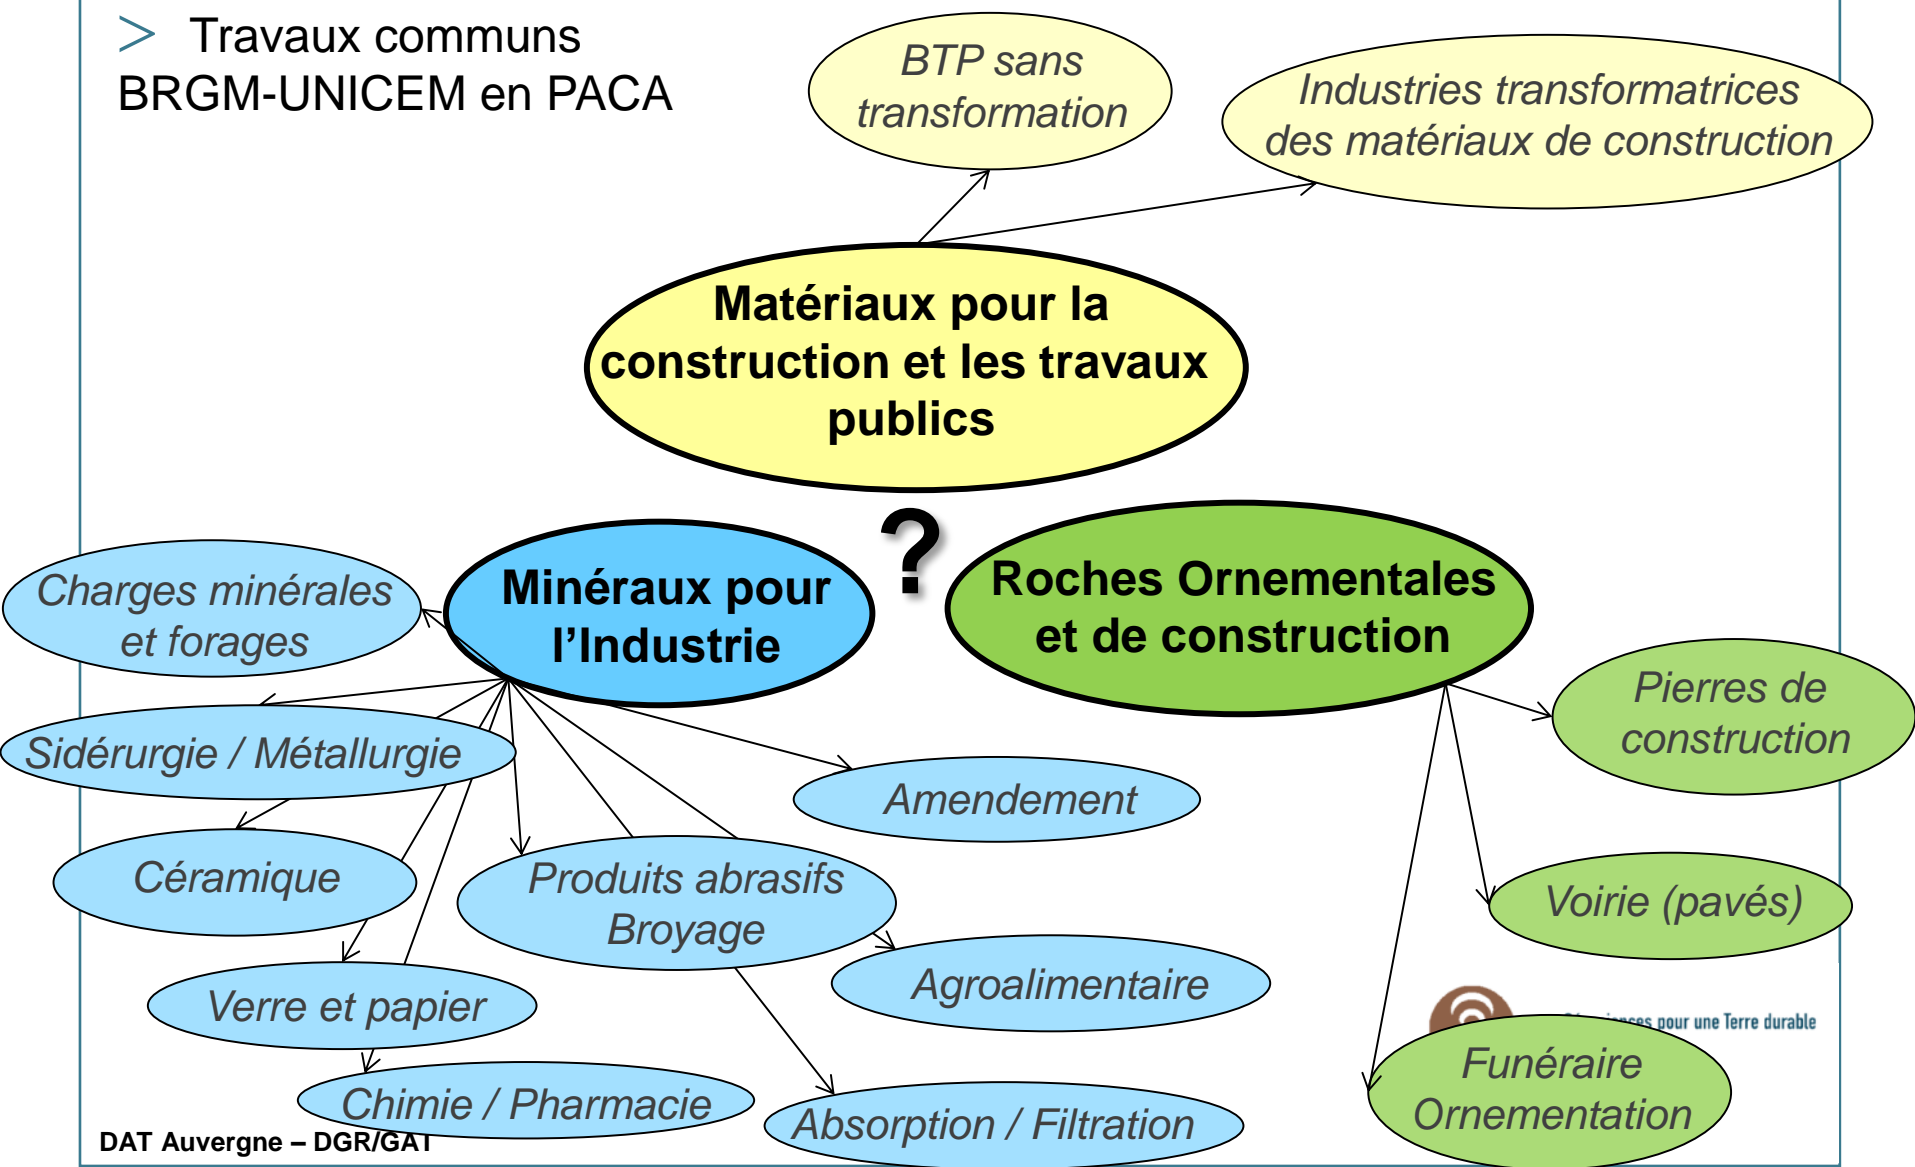 > Travaux communs
BRGM-UNICEM en PACA
BTP sans
transformation
Industries transformatrices
des matériaux de construction
Matériaux pour la
construction et les travaux
publics
?
Minéraux pour
l’Industrie
Roches Ornementales
et de construction
Charges minérales
et forages
Sidérurgie / Métallurgie
Céramique
Verre et papier
Chimie / Pharmacie
Produits abrasifs
Broyage
Amendement
Agroalimentaire
Absorption / Filtration
Pierres de
construction
Voirie (pavés)
Funéraire
Ornementation
pour une Terre durable
DAT Auvergne – DGR/GAT